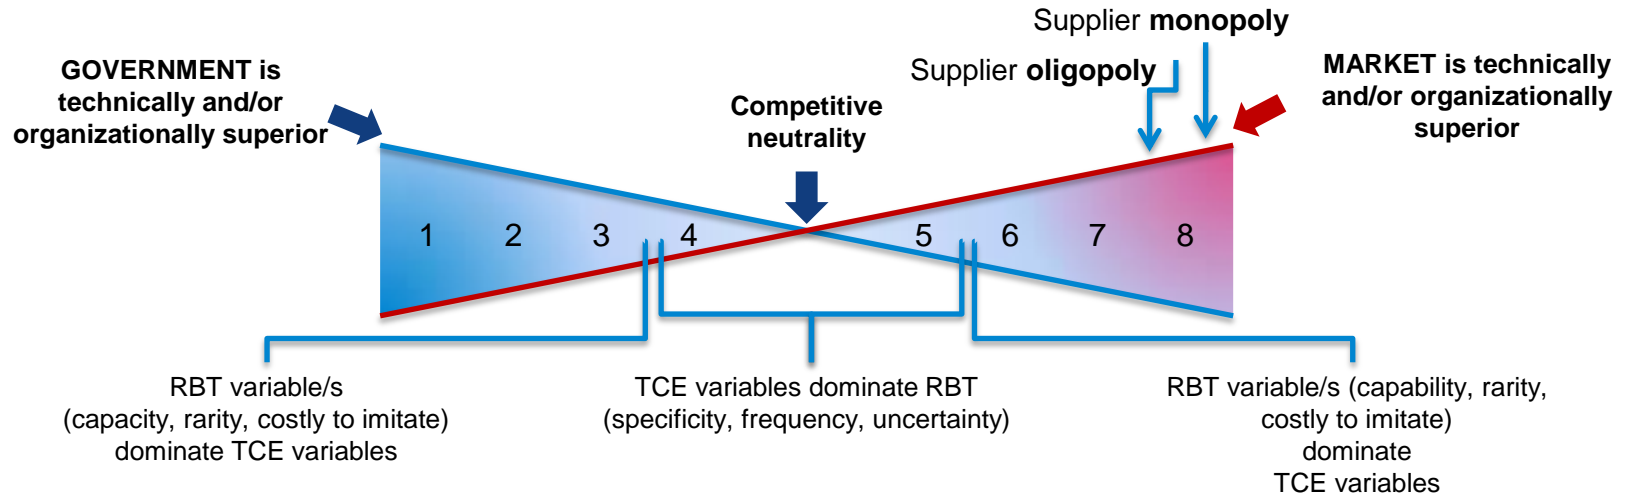 Supplier monopoly
Supplier oligopoly
GOVERNMENT is
technically and/or
organizationally superior
Competitive
neutrality
MARKET is technically
and/or organizationally
superior
1 2 3 4 5 6 7 8
RBT variable/s
(capacity, rarity, costly to imitate)
dominate TCE variables
TCE variables dominate RBT
(specificity, frequency, uncertainty)
RBT variable/s (capability, rarity,
costly to imitate)
dominate
TCE variables